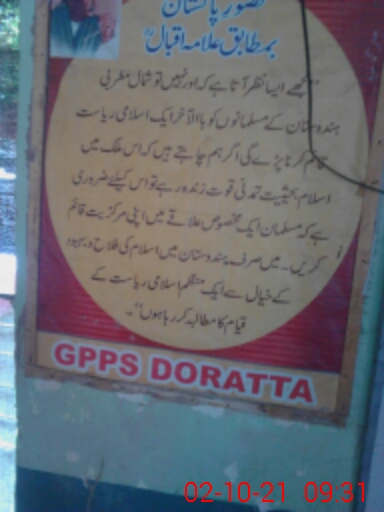 تصور پاکستان
بمطابق علامہ اقبالؒ
"مجھے ایسا نظر آتا ہے کہ اور نہیں تو شمال مغربی
ہندوستان کے مسلمانوں کو بالآخر ایک اسلامی ریاست
قائم کرنا پڑے گی اگر ہم چاہتے ہیں کہ اس ملک میں
اسلام بحیثیت تمدنی قوت زندہ رہے تو اس کیلئے ضروری
ہے کہ مسلمان ایک مخصوص علاقے میں اپنی مرکزیت قائم
کریں۔ میں صرف ہندوستان میں اسلام کی فلاح و بہبود
کے خیال سے ایک منظم اسلامی ریاست کے
قیام کا مطالبہ کر رہا ہوں"۔
GPPS DORATTA
02-10-21 09:31